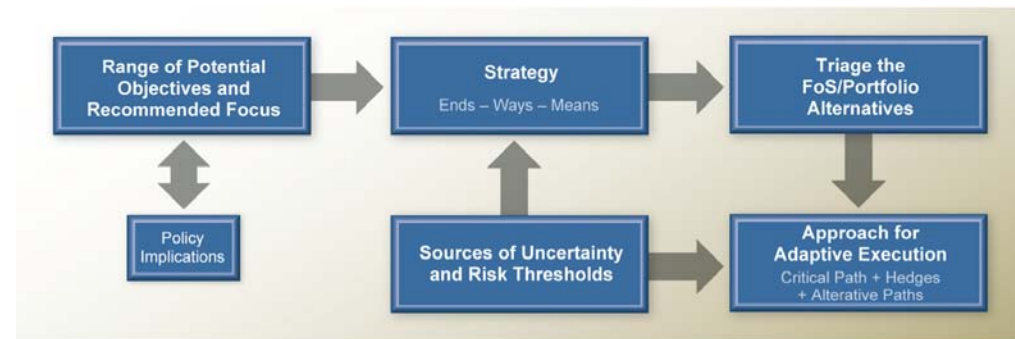 Range of Potential
Objectives and
Recommended Focus
Strategy
Ends – Ways – Means
Triage the
FoS/Portfolio
Alternatives
Policy
Implications
Sources of Uncertainty
and Risk Thresholds
Approach for
Adaptive Execution
Critical Path + Hedges
+ Alterative Paths